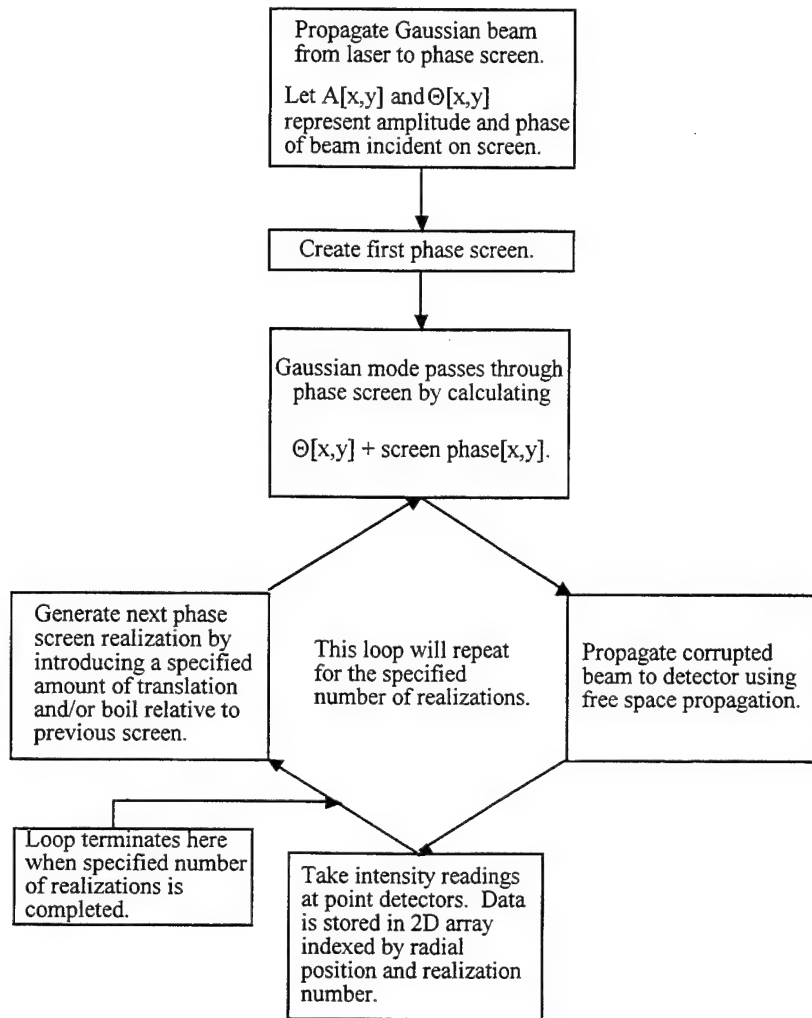 Propagate Gaussian beam
from laser to phase screen.
Let A[x,y] and Θ[x,y]
represent amplitude and phase
of beam incident on screen.
Create first phase screen.
Gaussian mode passes through
phase screen by calculating
Θ[x,y] + screen phase[x,y].
Generate next phase
screen realization by
introducing a specified
amount of translation
and/or boil relative to
previous screen.
This loop will repeat
for the specified
number of realizations.
Propagate corrupted
beam to detector using
free space propagation.
Loop terminates here
when specified number
of realizations is
completed.
Take intensity readings
at point detectors. Data
is stored in 2D array
indexed by radial
position and realization
number.